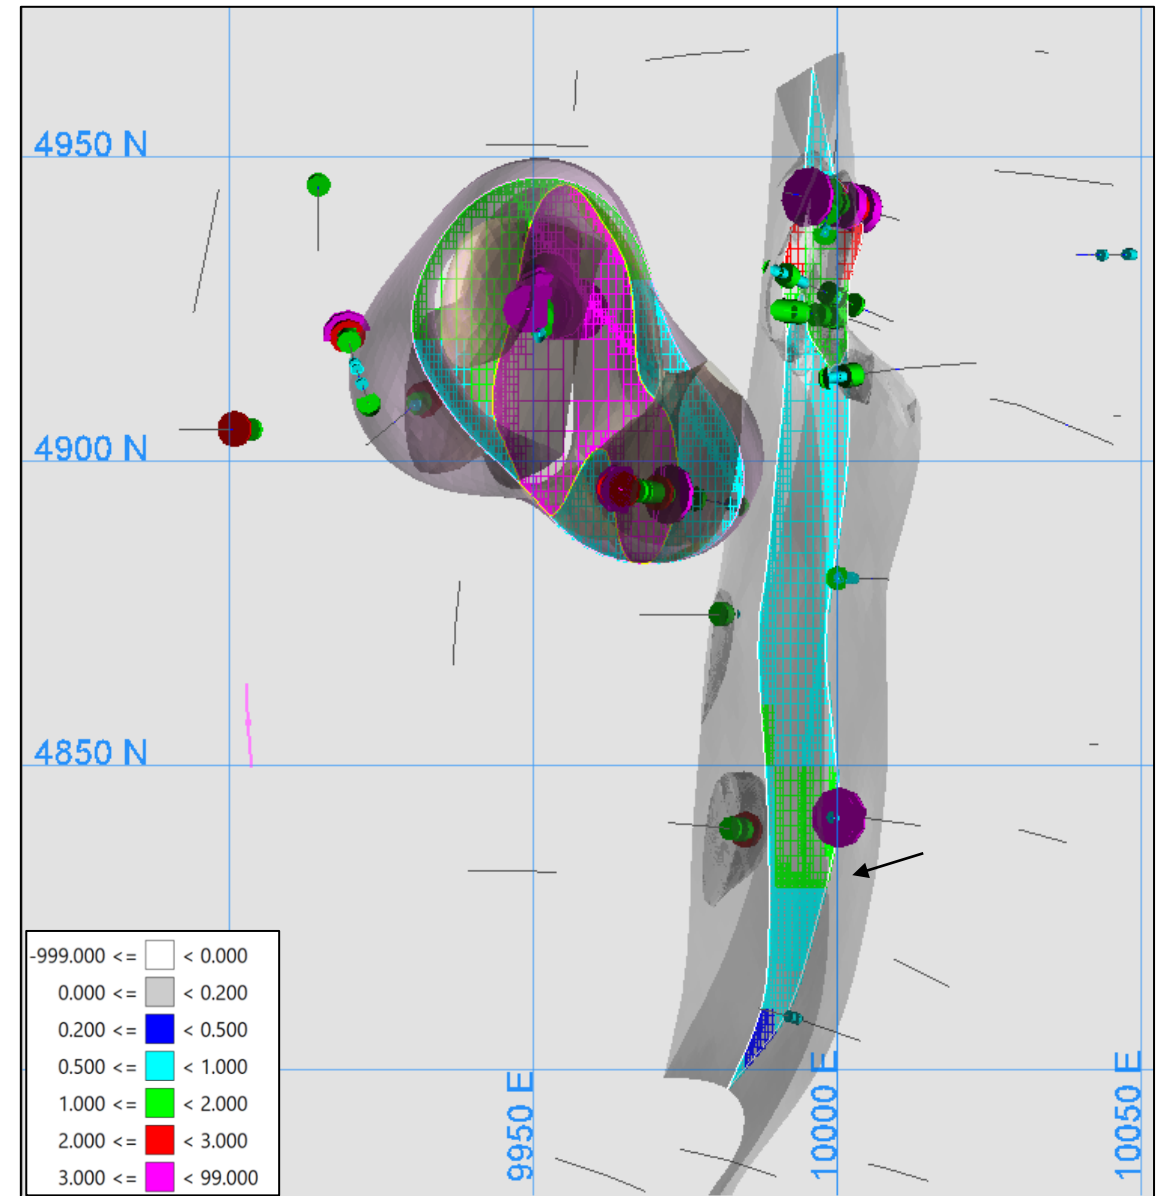 4950 N
4900 N
4850 N
9950 E
10000 E
10050 E
-999.000 <= < 0.000
0.000 <= < 0.200
0.200 <= < 0.500
0.500 <= < 1.000
1.000 <= < 2.000
2.000 <= < 3.000
3.000 <= < 99.000